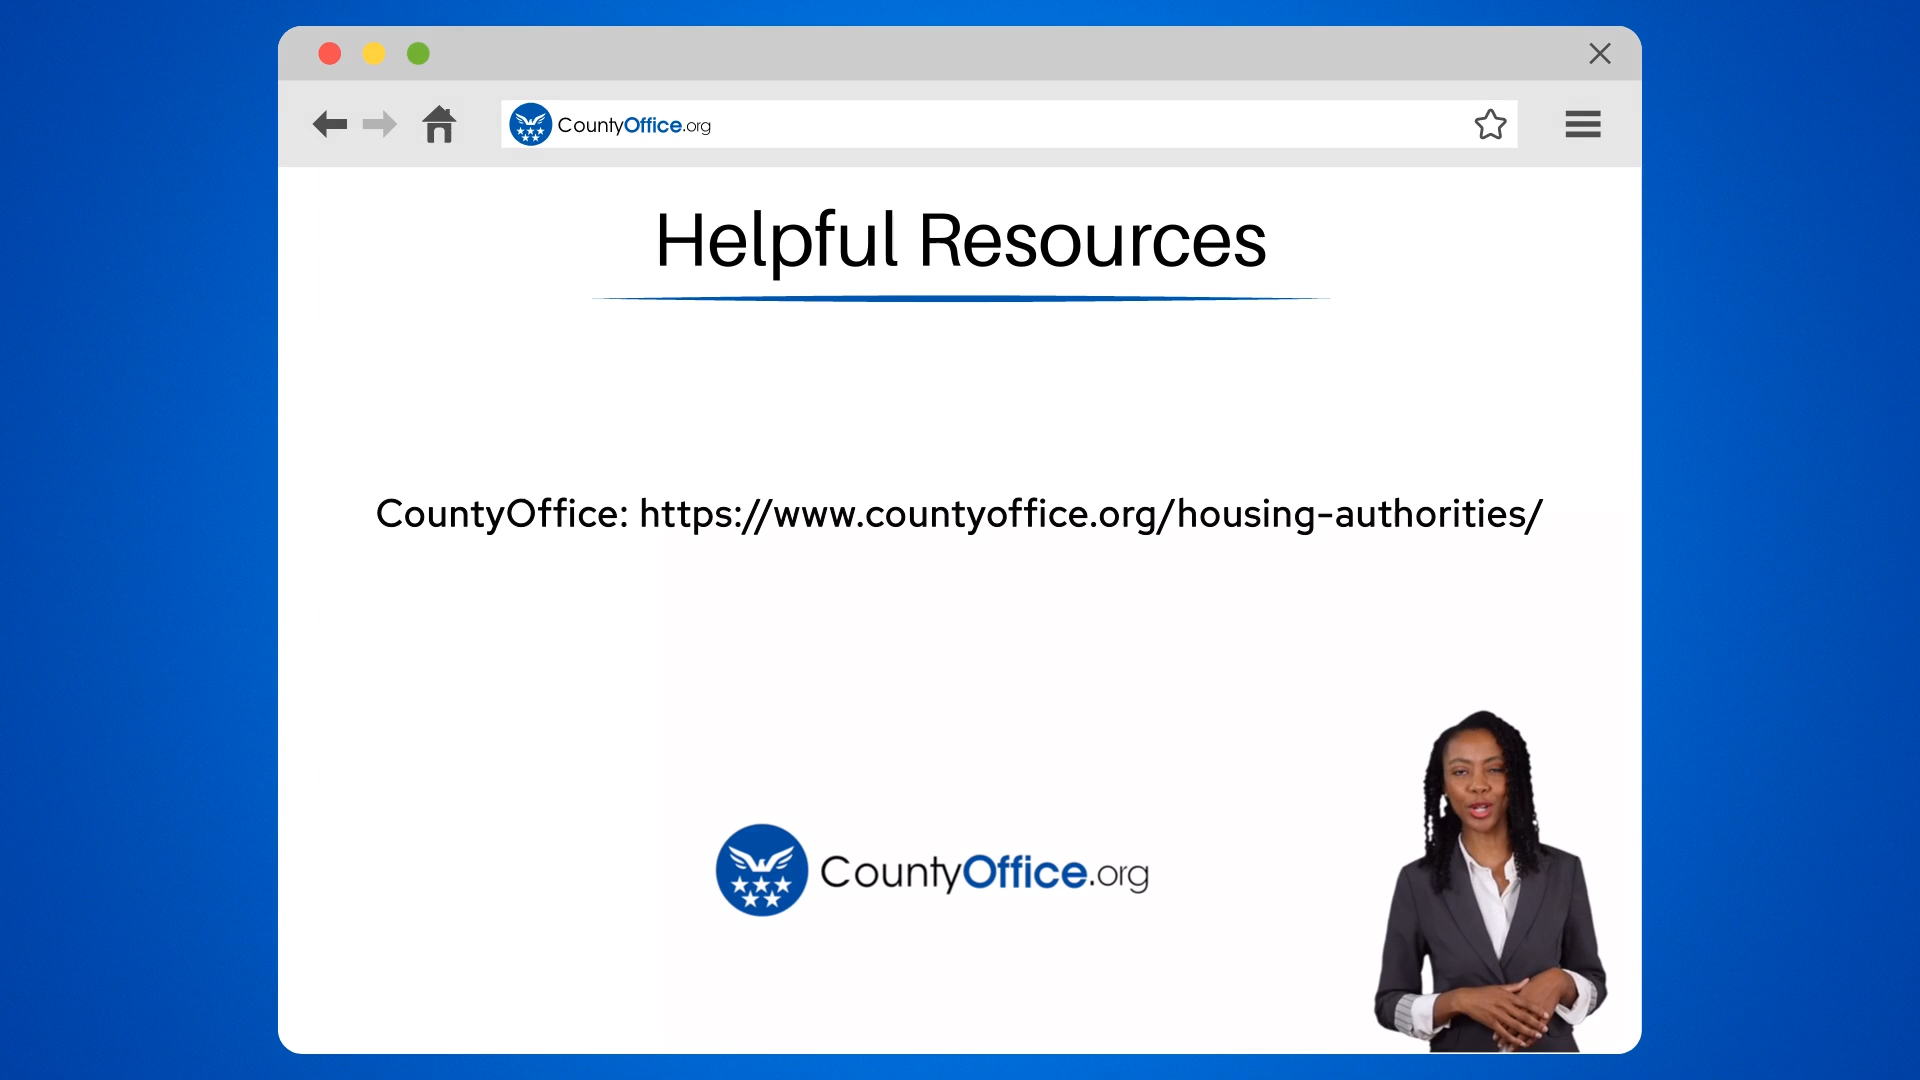 CountyOffice.org
Helpful Resources
CountyOffice: https://www.countyoffice.org/housing-authorities/
CountyOffice.org